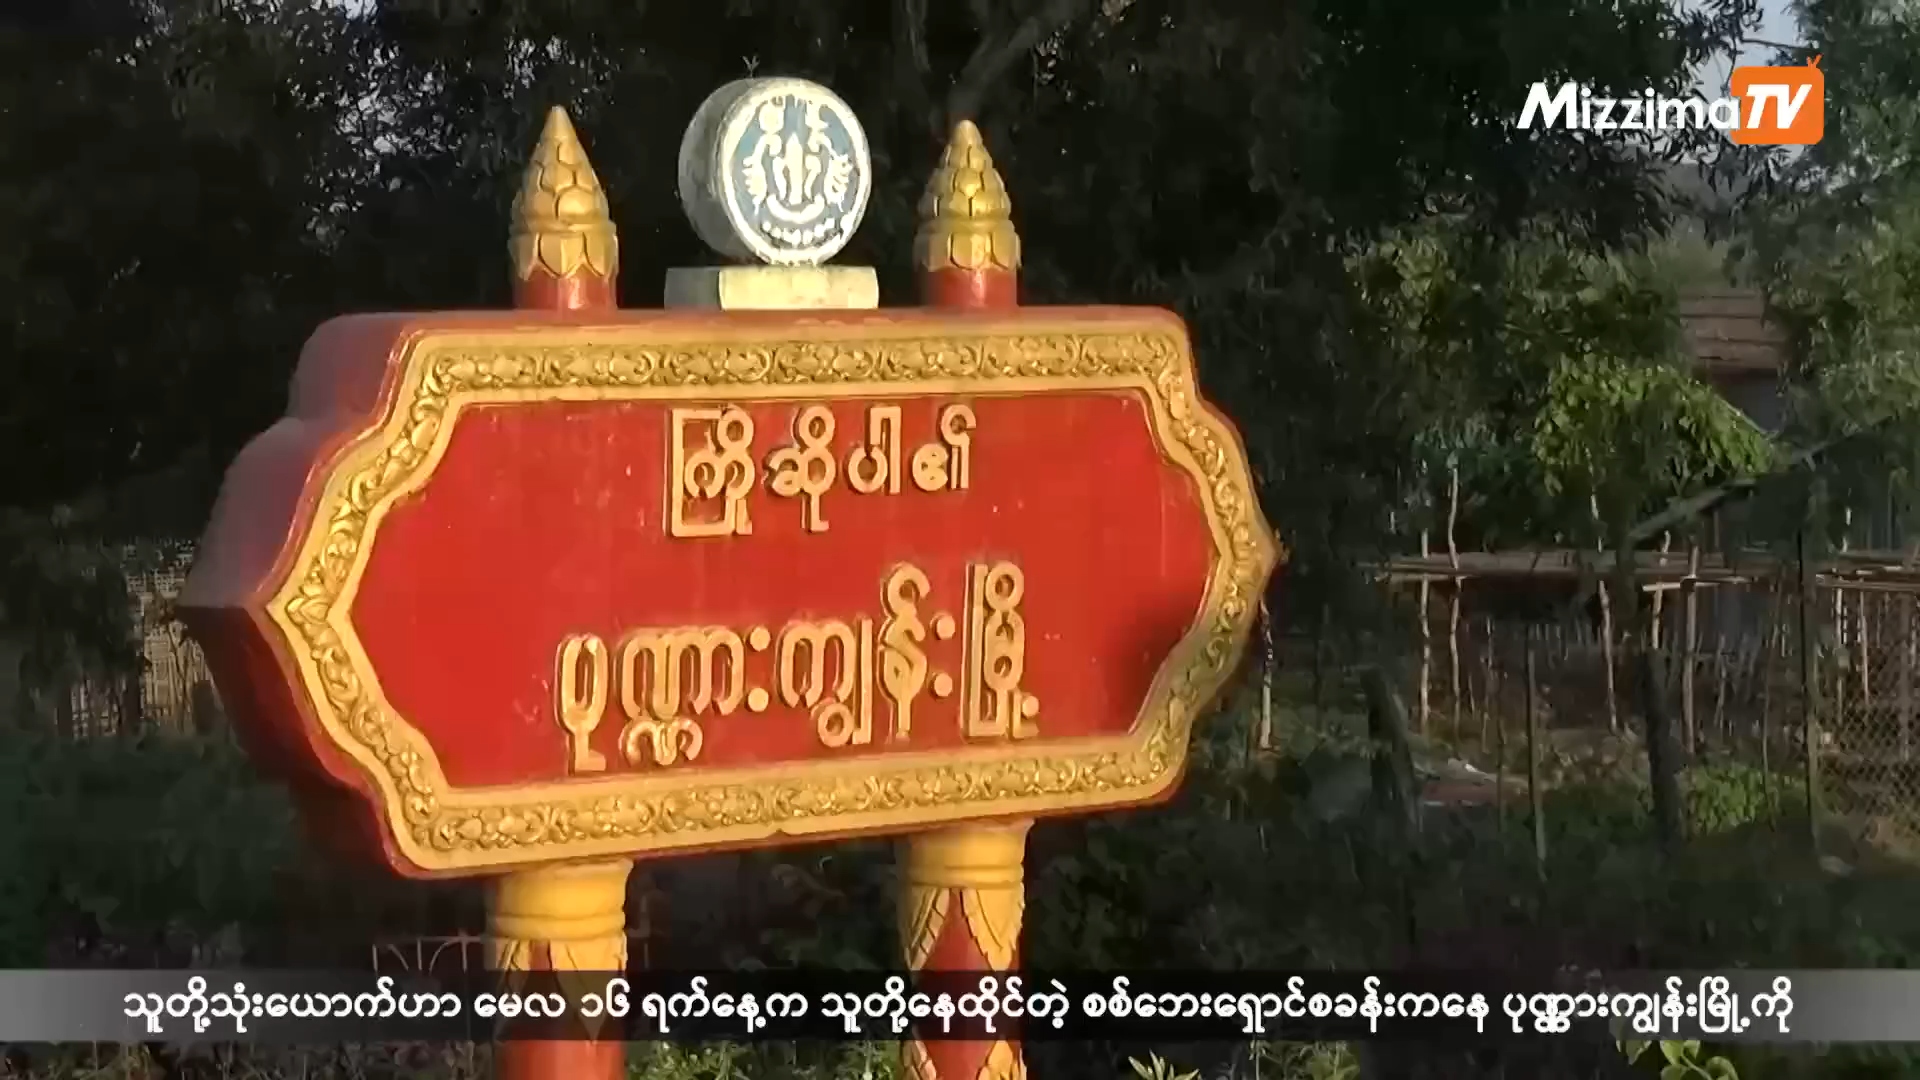 MizzimaTV
ကြိုဆိုပါ၏
ပုဏ္ဏားကျွန်းမြို့
သူတို့သုံးယောက်ဟာ မေလ ၁၆ ရက်နေ့က သူတို့နေထိုင်တဲ့ စစ်ဘေးရှောင်စခန်းကနေ ပုဏ္ဏားကျွန်းမြို့ကို